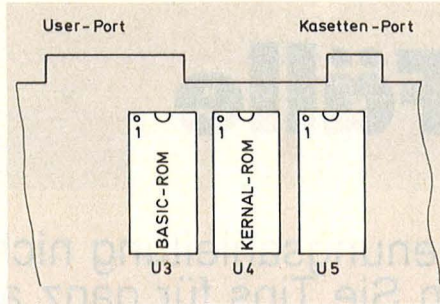 User-Port
Kasetten-Port
1
BASIC-ROM
1
KERNAL-ROM
1
U3
U4
U5